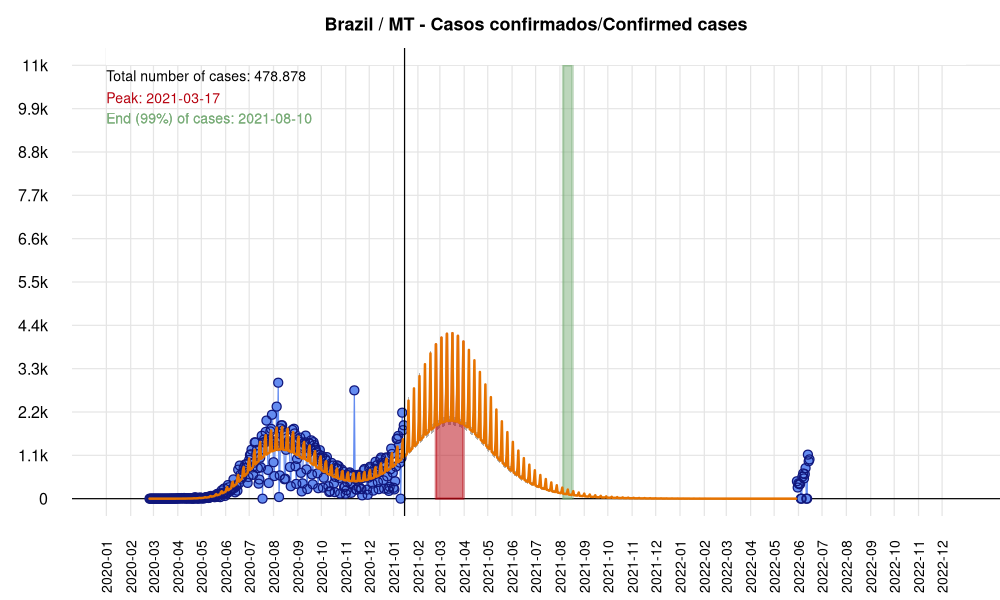 Brazil / MT - Casos confirmados/Confirmed cases
Total number of cases: 478.878
Peak: 2021-03-17
End (99%) of cases: 2021-08-10
11k
9.9k
8.8k
7.7k
6.6k
5.5k
4.4k
3.3k
2.2k
1.1k
0
2020-01
2020-02
2020-03
2020-04
2020-05
2020-06
2020-07
2020-08
2020-09
2020-10
2020-11
2020-12
2021-01
2021-02
2021-03
2021-04
2021-05
2021-06
2021-07
2021-08
2021-09
2021-10
2021-11
2021-12
2022-01
2022-02
2022-03
2022-04
2022-05
2022-06
2022-07
2022-08
2022-09
2022-10
2022-11
2022-12